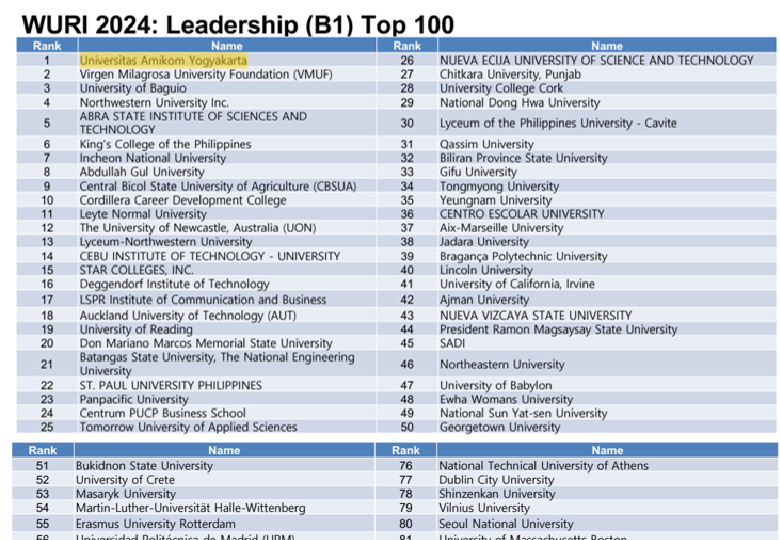 WURI 2024: Leadership (B1) Top 100
Rank Name Rank Name
1 Universitas Amikom Yogyakarta 26 NUEVA ECIJA UNIVERSITY OF SCIENCE AND TECHNOLOGY
2 Virgen Milagrosa University Foundation (VMUF) 27 Chitkara University, Punjab
3 University of Baguio 28 University College Cork
4 Northwestern University Inc. 29 National Dong Hwa University
5 ABRA STATE INSTITUTE OF SCIENCES AND
TECHNOLOGY 30 Lyceum of the Philippines University - Cavite
6 King's College of the Philippines 31 Qassim University
7 Incheon National University 32 Biliran Province State University
8 Abdullah Gul University 33 Gifu University
9 Central Bicol State University of Agriculture (CBSUA) 34 Tongmyong University
10 Cordillera Career Development College 35 Yeungnam University
11 Leyte Normal University 36 CENTRO ESCOLAR UNIVERSITY
12 The University of Newcastle, Australia (UON) 37 Aix-Marseille University
13 Lyceum-Northwestern University 38 Jadara University
14 CEBU INSTITUTE OF TECHNOLOGY - UNIVERSITY 39 Bragança Polytechnic University
15 STAR COLLEGES, INC. 40 Lincoln University
16 Deggendorf Institute of Technology 41 University of California, Irvine
17 LSPR Institute of Communication and Business 42 Ajman University
18 Auckland University of Technology (AUT) 43 NUEVA VIZCAYA STATE UNIVERSITY
19 University of Reading 44 President Ramon Magsaysay State University
20 Don Mariano Marcos Memorial State University 45 SADI
21 Batangas State University, The National Engineering
University 46 Northeastern University
22 ST. PAUL UNIVERSITY PHILIPPINES 47 University of Babylon
23 Panpacific University 48 Ewha Womans University
24 Centrum PUCP Business School 49 National Sun Yat-sen University
25 Tomorrow University of Applied Sciences 50 Georgetown University
Rank Name Rank Name
51 Bukidnon State University 76 National Technical University of Athens
52 University of Crete 77 Dublin City University
53 Masaryk University 78 Shinzenkan University
54 Martin-Luther-Universität Halle-Wittenberg 79 Vilnius University
55 Erasmus University Rotterdam 80 Seoul National University
56 Universidad Politécnica de Madrid (UPM) 81 University of Massachusetts Boston